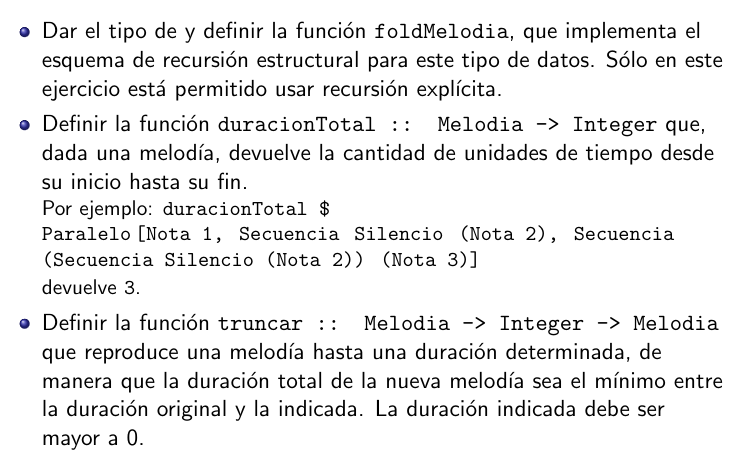 Dar el tipo de y definir la función foldMelodia, que implementa el
esquema de recursión estructural para este tipo de datos. Sólo en este
ejercicio está permitido usar recursión explícita.
Definir la función duracionTotal :: Melodia -> Integer que,
dada una melodía, devuelve la cantidad de unidades de tiempo desde
su inicio hasta su fin.
Por ejemplo: duracionTotal $
Paralelo [Nota 1, Secuencia Silencio (Nota 2), Secuencia
(Secuencia Silencio (Nota 2)) (Nota 3)]
devuelve 3.
Definir la función truncar :: Melodia -> Integer -> Melodia
que reproduce una melodía hasta una duración determinada, de
manera que la duración total de la nueva melodía sea el mínimo entre
la duración original y la indicada. La duración indicada debe ser
mayor a 0.